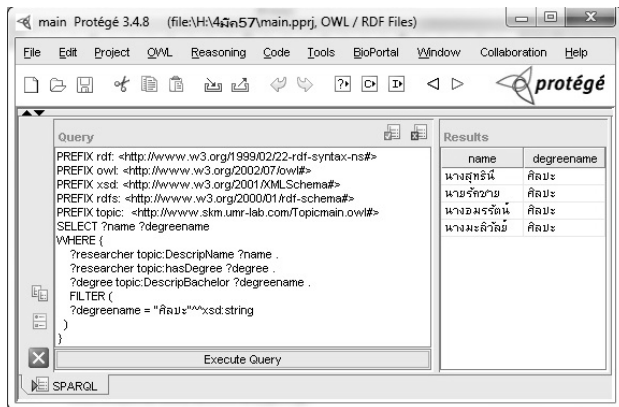 main Protégé 3.4.8 (file:\H:\4มิค57\main.pprj, OWL / RDF Files)
File Edit Project OWL Reasoning Code Tools BioPortal Window Collaboration Help
protégé
Query
PREFIX rdf: <http://www.w3.org/1999/02/22-rdf-syntax-ns#>
PREFIX owl: <http://www.w3.org/2002/07/owl#>
PREFIX xsd: <http://www.w3.org/2001/XMLSchema#>
PREFIX rdfs: <http://www.w3.org/2000/01/rdf-schema#>
PREFIX topic: <http://www.skm.umr-lab.com/Topicmain.owl#>
SELECT ?name ?degreename
WHERE {
?researcher topic:DescripName ?name .
?researcher topic:hasDegree ?degree .
?degree topic:DescripBachelor ?degreename .
FILTER (
?degreename = "ศิลปะ"^^xsd:string
)
}
Execute Query
Results
name degreename
นางสุทธินี ศิลปะ
นายรักชาย ศิลปะ
นางอมรรัตน์ ศิลปะ
นางมะลิวัลย์ ศิลปะ
SPARQL